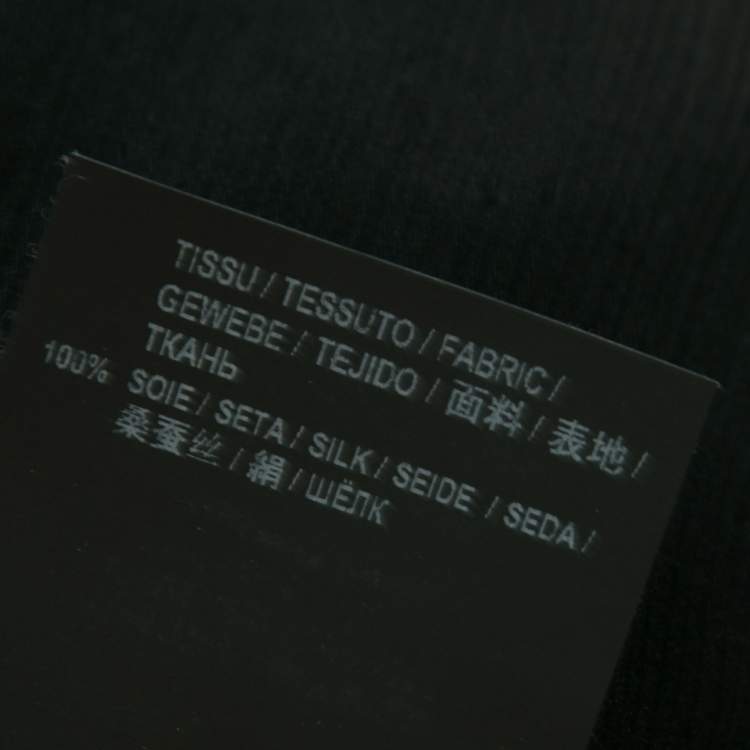 TISSU / TESSUTO / FABRIC /
GEWEBE / TEJIDO / 面料 / 表地 /
ТКАНЬ
100% SOIE / SETA / SILK / SEIDE / SEDA /
桑蚕丝 / 絹 / ШЁЛК